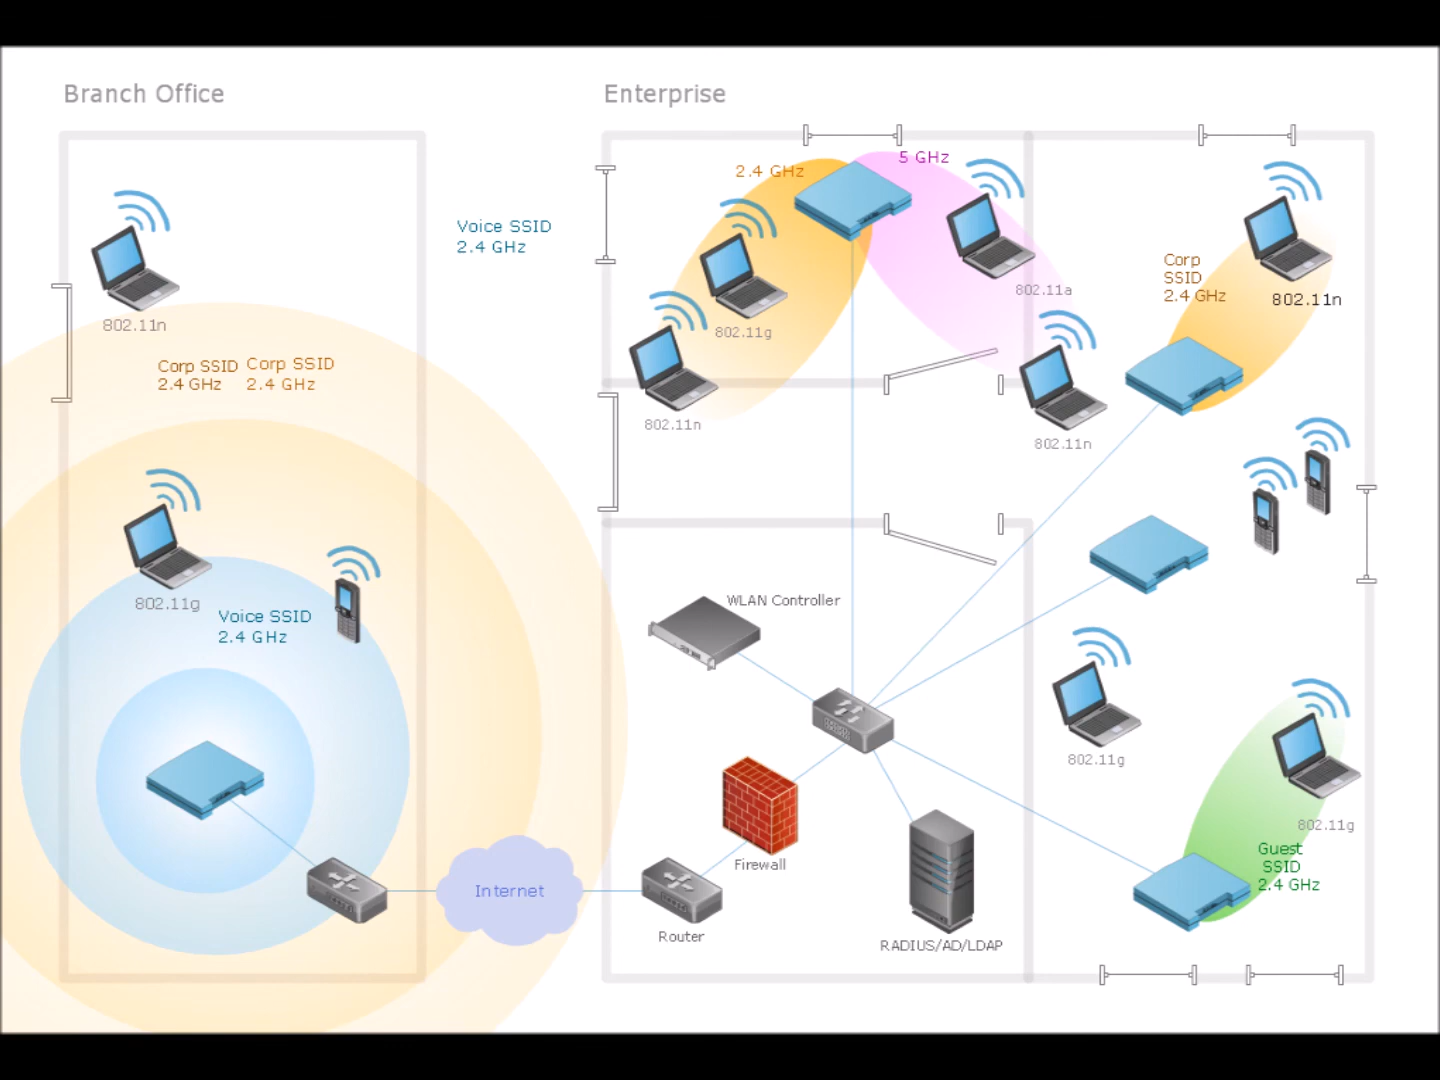 Branch Office
Enterprise
5 GHz
2.4 GHz
Voice SSID
2.4 GHz
Corp
SSID
2.4 GHz
802.11a
802.11n
802.11n
802.11g
Corp SSID
2.4 GHz
Corp SSID
2.4 GHz
802.11n
802.11n
802.11g
Voice SSID
2.4 GHz
WLAN Controller
802.11g
802.11g
Guest
SSID
2.4 GHz
Firewall
Internet
Router
RADIUS/AD/LDAP